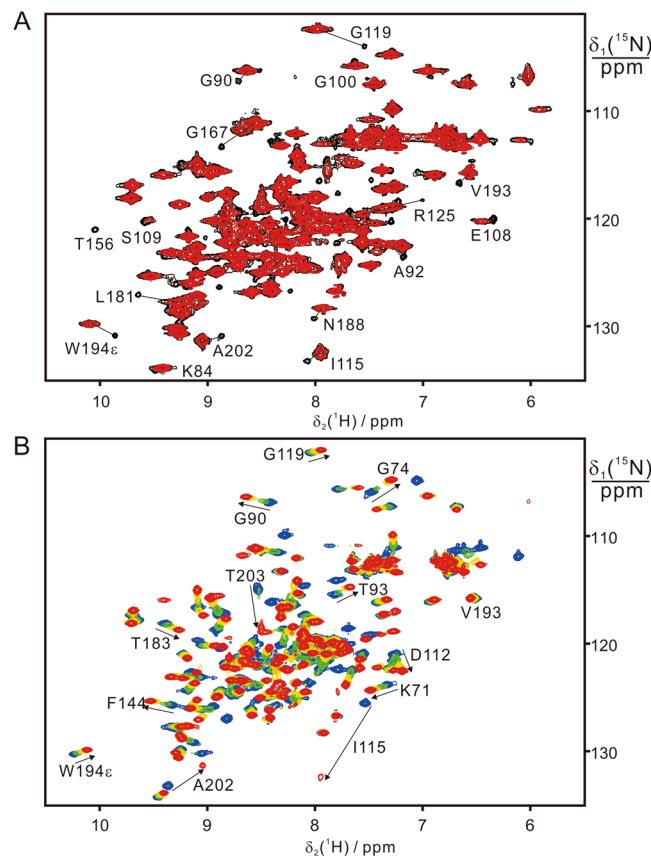 A
G119
δ₁(¹⁵N)
ppm
G90
G100
110
G167
V193
R125
120
T156
S109
E108
A92
L181
N188
130
W194ε
A202
I115
K84
10
9
8
7
6
δ₂(¹H) / ppm
B
G119
G74
δ₁(¹⁵N)
ppm
G90
110
T203
T93
V193
T183
120
D112
F144
K71
I115
130
W194ε
A202
10
9
8
7
6
δ₂(¹H) / ppm